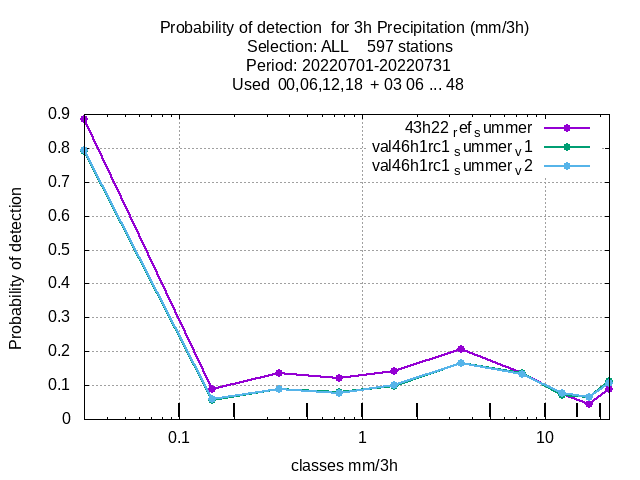 Probability of detection  for 3h Precipitation (mm/3h)
Selection: ALL    597 stations
Period: 20220701-20220731
Used  00,06,12,18  + 03 06 ... 48
43h22 ref summer
val46h1rc1 summer v1
val46h1rc1 summer v2
Probability of detection
0.9
0.8
0.7
0.6
0.5
0.4
0.3
0.2
0.1
0
0.1 1 10
classes mm/3h